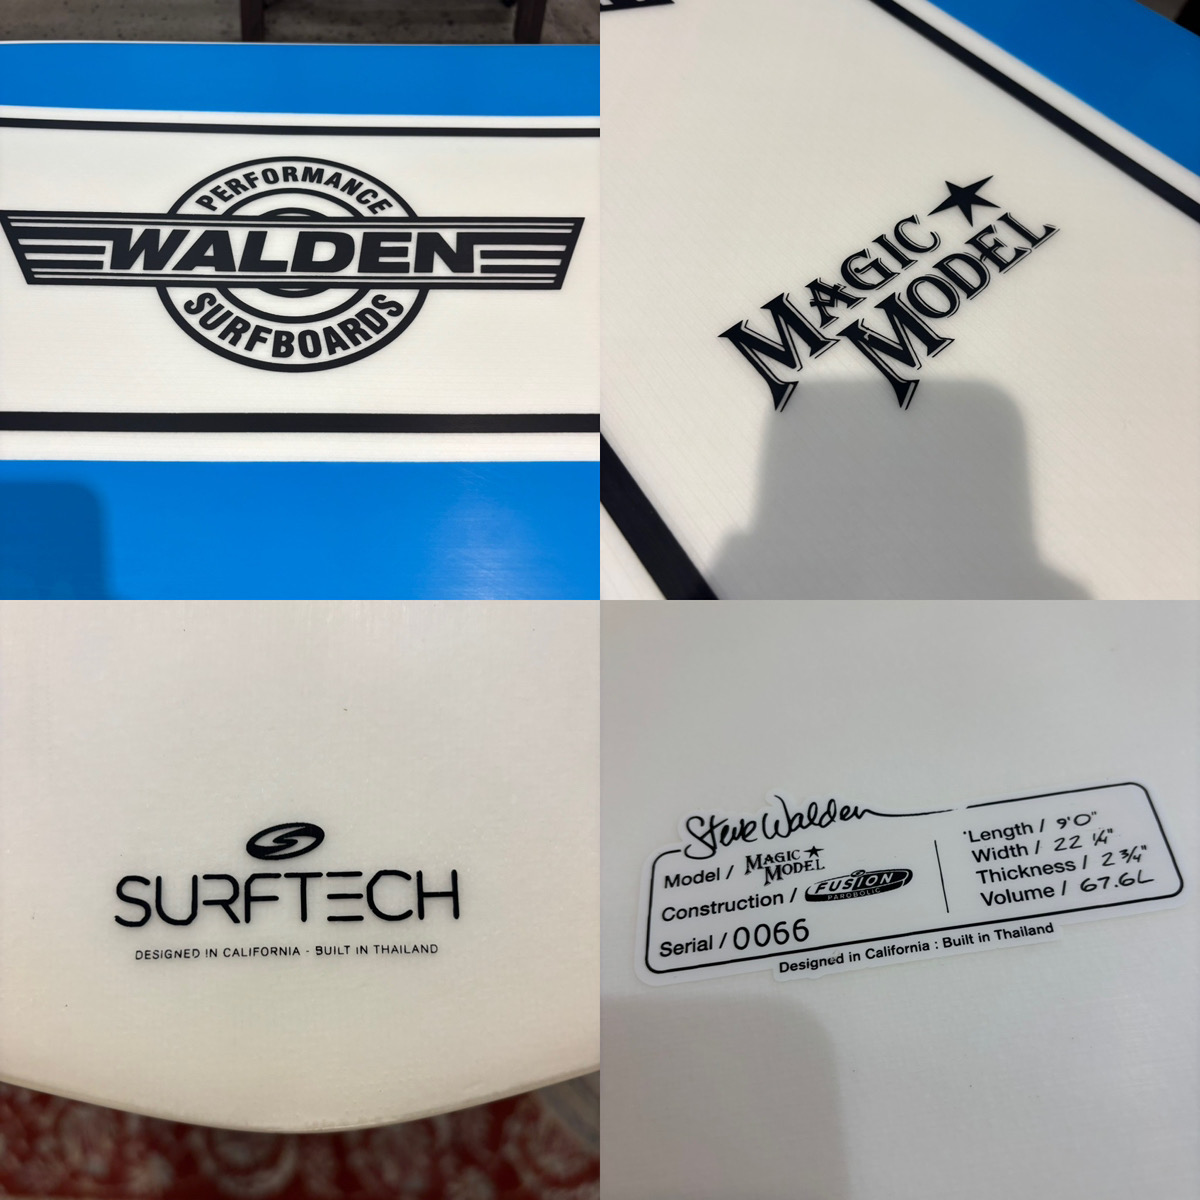 PERFORMANCE
WALDEN
SURFBOARDS
MAGIC
MODEL
SURFTECH
DESIGNED IN CALIFORNIA - BUILT IN THAILAND
Steve Walden
Model / MAGIC MODEL
Construction / FUSION PARABOLIC
Serial / 0066
Length / 9'0"
Width / 22 1/4"
Thickness / 2 3/4"
Volume / 67.6L
Designed in California : Built in Thailand